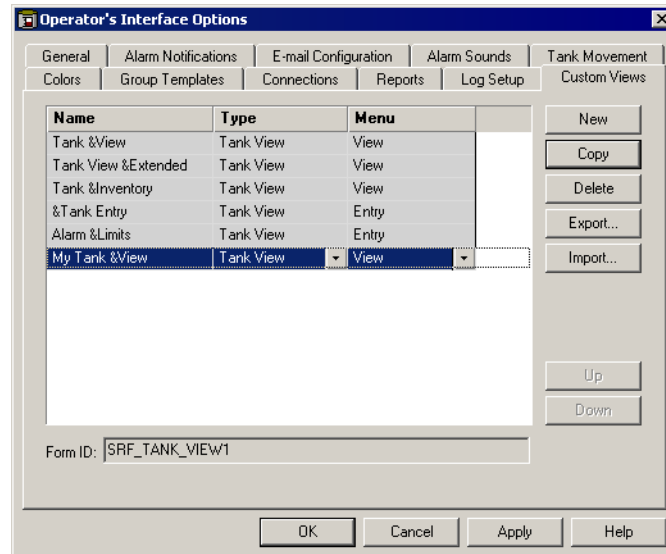 Operator's Interface Options
General Alarm Notifications E-mail Configuration Alarm Sounds Tank Movement
Colors Group Templates Connections Reports Log Setup Custom Views
Name Type Menu
Tank &View Tank View View
Tank View &Extended Tank View View
Tank &Inventory Tank View View
&Tank Entry Tank View Entry
Alarm &Limits Tank View Entry
My Tank &View Tank View View
New
Copy
Delete
Export...
Import...
Up
Down
Form ID: SRF_TANK_VIEW1
OK Cancel Apply Help